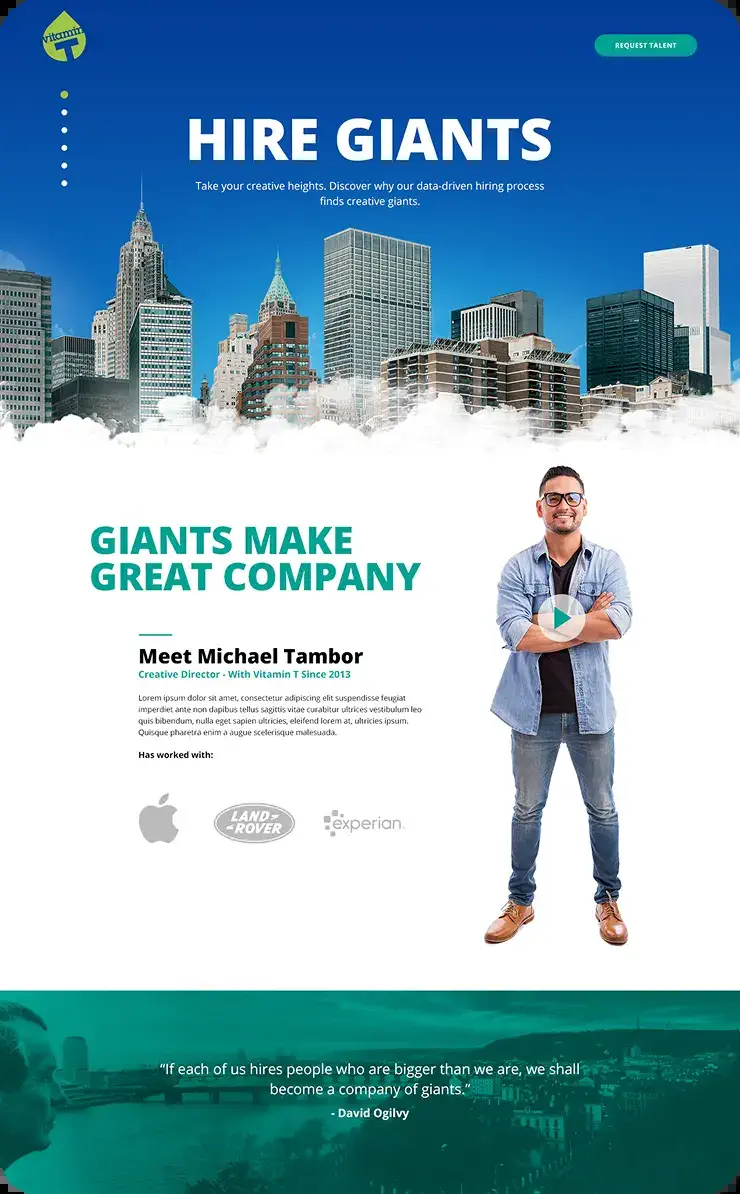 vitamin
T
REQUEST TALENT
HIRE GIANTS
Take your creative heights. Discover why our data-driven hiring process
finds creative giants.
GIANTS MAKE
GREAT COMPANY
Meet Michael Tambor
Creative Director - With Vitamin T Since 2013
Lorem ipsum dolor sit amet, consectetur adipiscing elit suspendisse feugiat
imperdiet ante non dapibus tellus sagittis vitae curabitur ultrices vestibulum leo
quis bibendum, nulla eget sapien ultricies, eleifend lorem at, ultricies ipsum.
Quisque pharetra enim a augue scelerisque malesuada.
Has worked with:
LAND
ROVER
experian.
“If each of us hires people who are bigger than we are, we shall
become a company of giants.”
- David Ogilvy